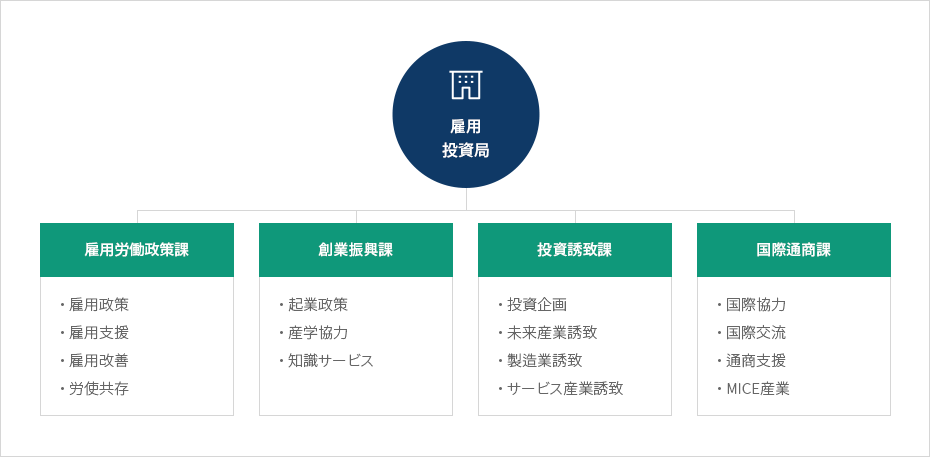 雇用
投資局
雇用労働政策課
・雇用政策
・雇用支援
・雇用改善
・労使共存
創業振興課
・起業政策
・産学協力
・知識サービス
投資誘致課
・投資企画
・未来産業誘致
・製造業誘致
・サービス産業誘致
国際通商課
・国際協力
・国際交流
・通商支援
・MICE産業